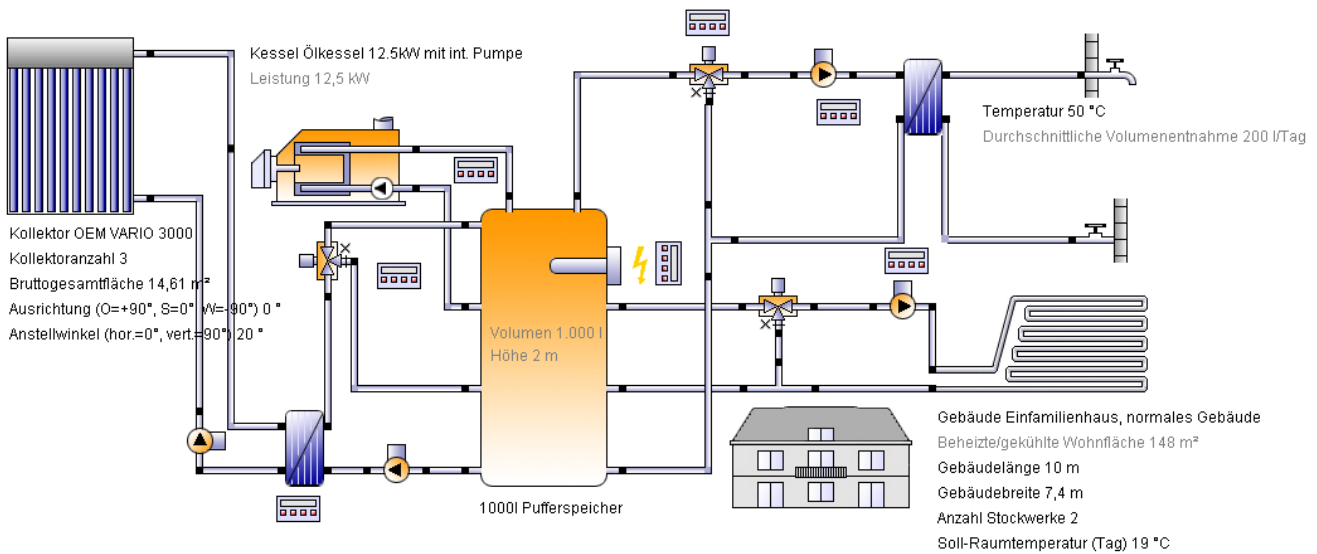 Kessel Ölkessel 12.5kW mit int. Pumpe
Leistung 12,5 kW
Temperatur 50 °C
Durchschnittliche Volumenentnahme 200 l/Tag
Kollektor OEM VARIO 3000
Kollektoranzahl 3
Bruttogesamtfläche 14,61 m²
Ausrichtung (O=+90°, S=0°, W=-90°) 0 °
Anstellwinkel (hor.=0°, vert.=90°) 20 °
Volumen 1.000 l
Höhe 2 m
1000l Pufferspeicher
Gebäude Einfamilienhaus, normales Gebäude
Beheizte/gekühlte Wohnfläche 148 m²
Gebäudelänge 10 m
Gebäudebreite 7,4 m
Anzahl Stockwerke 2
Soll-Raumtemperatur (Tag) 19 °C